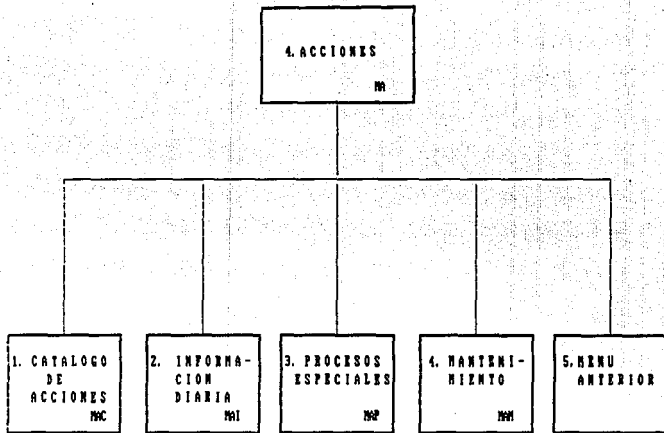 4. ACCIONES
MA
1. CATALOGO
DE
ACCIONES
MAC
2. INFORMA-
CION
DIARIA
MAI
3. PROCESOS
ESPECIALES
MAP
4. MANTENI-
MIENTO
MAM
5. MENU
ANTERIOR